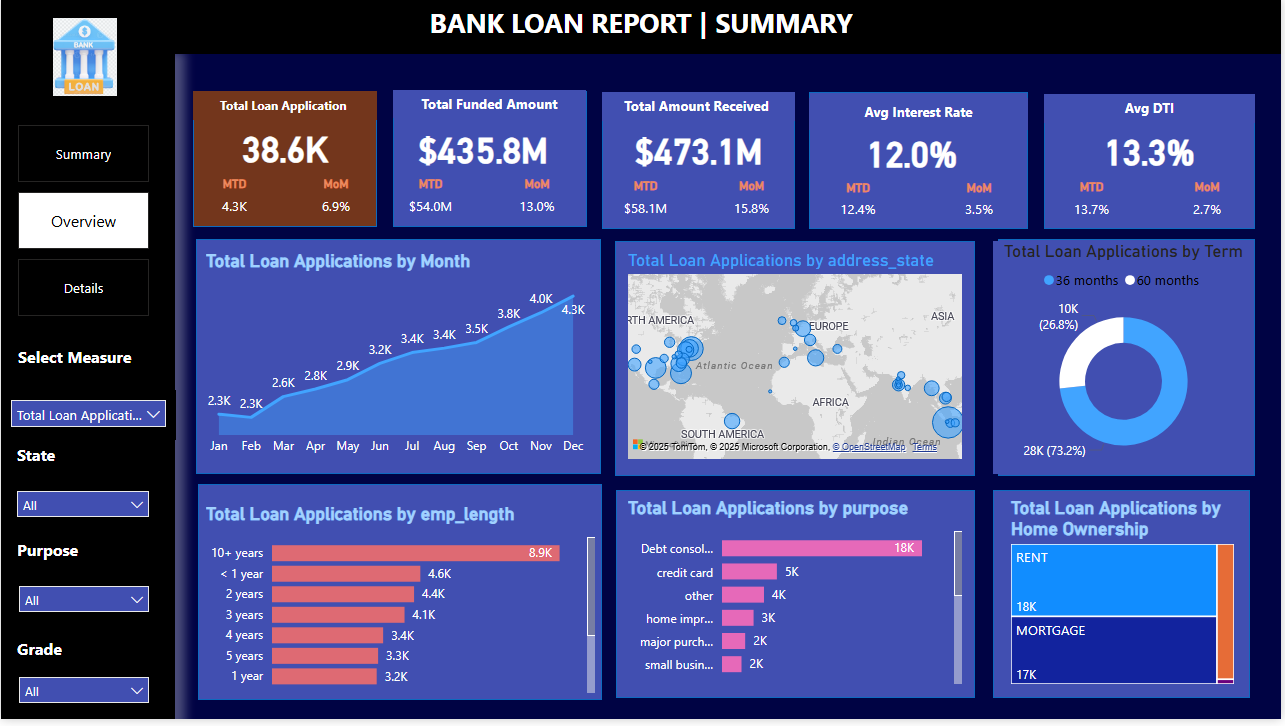 BANK LOAN REPORT | SUMMARY
BANK
LOAN
Summary
Overview
Details
Select Measure
Total Loan Applicati...
State
All
Purpose
All
Grade
All
Total Loan Application
38.6K
MTD MoM
4.3K 6.9%
Total Funded Amount
$435.8M
MTD MoM
$54.0M 13.0%
Total Amount Received
$473.1M
MTD MoM
$58.1M 15.8%
Avg Interest Rate
12.0%
MTD MoM
12.4% 3.5%
Avg DTI
13.3%
MTD MoM
13.7% 2.7%
Total Loan Applications by Month
2.3K 2.3K 2.6K 2.8K 2.9K 3.2K 3.4K 3.4K 3.5K 3.8K 4.0K 4.3K
Jan Feb Mar Apr May Jun Jul Aug Sep Oct Nov Dec
Total Loan Applications by address_state
RTH AMERICA
EUROPE
ASIA
Atlantic Ocean
AFRICA
SOUTH AMERICA
Indian Ocean
© 2025 TomTom, © 2025 Microsoft Corporation, © OpenStreetMap Terms
Total Loan Applications by Term
36 months 60 months
10K
(26.8%)
28K (73.2%)
Total Loan Applications by emp_length
10+ years 8.9K
< 1 year 4.6K
2 years 4.4K
3 years 4.1K
4 years 3.4K
5 years 3.3K
1 year 3.2K
Total Loan Applications by purpose
Debt consol... 18K
credit card 5K
other 4K
home impr... 3K
major purch... 2K
small busin... 2K
Total Loan Applications by
Home Ownership
RENT
18K
MORTGAGE
17K